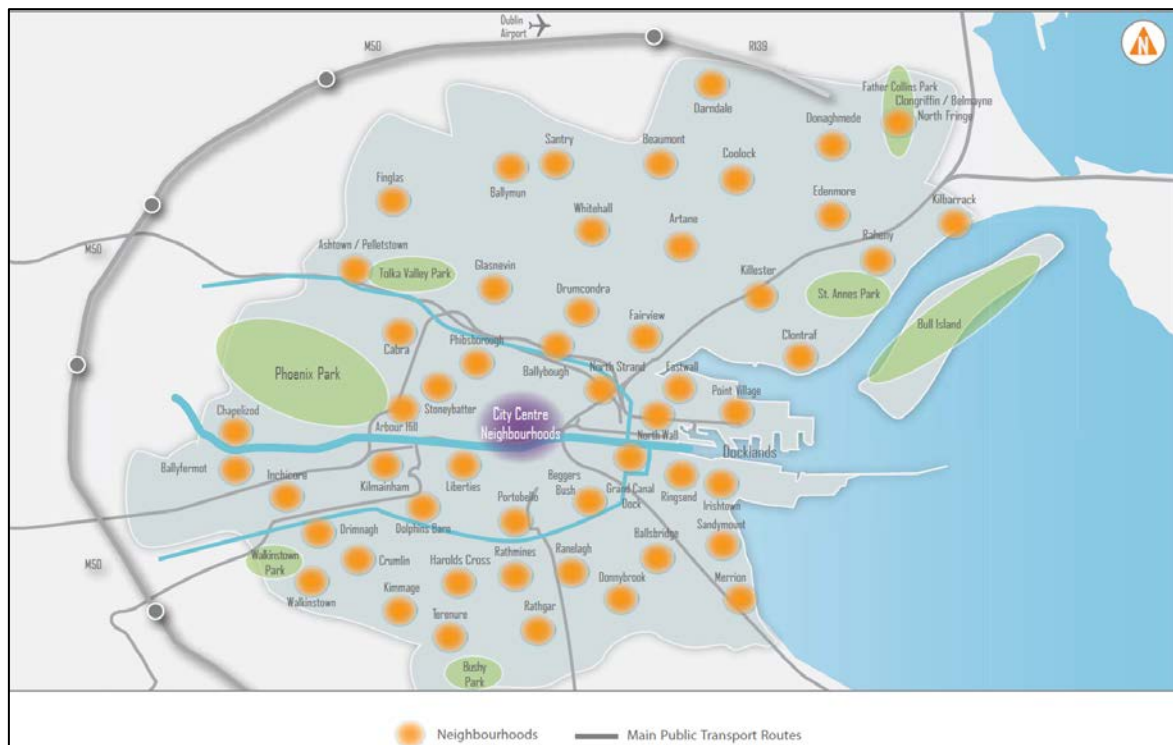 Dublin
Airport
M50
R139
N
Father Collins Park
Clongriffin / Belmayne
North Fringe
Darndale
Donaghmede
Santry
Beaumont
Coolock
Ballymun
Finglas
Edenmore
Kilbarrack
Whitehall
Artane
Raheny
M50
Ashtown / Pelletstown
Tolka Valley Park
Glasnevin
Killester
St. Annes Park
Drumcondra
Bull Island
Fairview
Cabra
Phibsborough
Clontraf
Ballybough
North Strand
Eastwall
Phoenix Park
Point Village
Stoneybatter
Chapelizod
Arbour Hill
City Centre
Neighbourhoods
North Wall
Docklands
Ballyfermot
Inchicore
Kilmainham
Liberties
Beggers
Bush
Grand Canal
Dock
Ringsend
Irishtown
Portobello
Dolphins Barn
Sandymount
Drimnagh
Ballsbridge
Walkinstown
Park
Crumlin
Harolds Cross
Rathmines
Ranelagh
M50
Donnybrook
Merrion
Walkinstown
Kimmage
Terenure
Rathgar
Bushy
Park
Neighbourhoods
Main Public Transport Routes